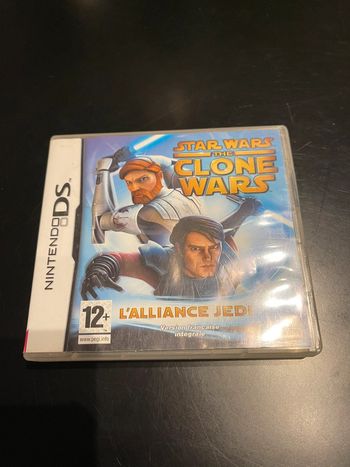 NINTENDO DS
STAR WARS
THE
CLONE
WARS
L'ALLIANCE JEDI
12+
www.pegi.info
Version française
intégrale